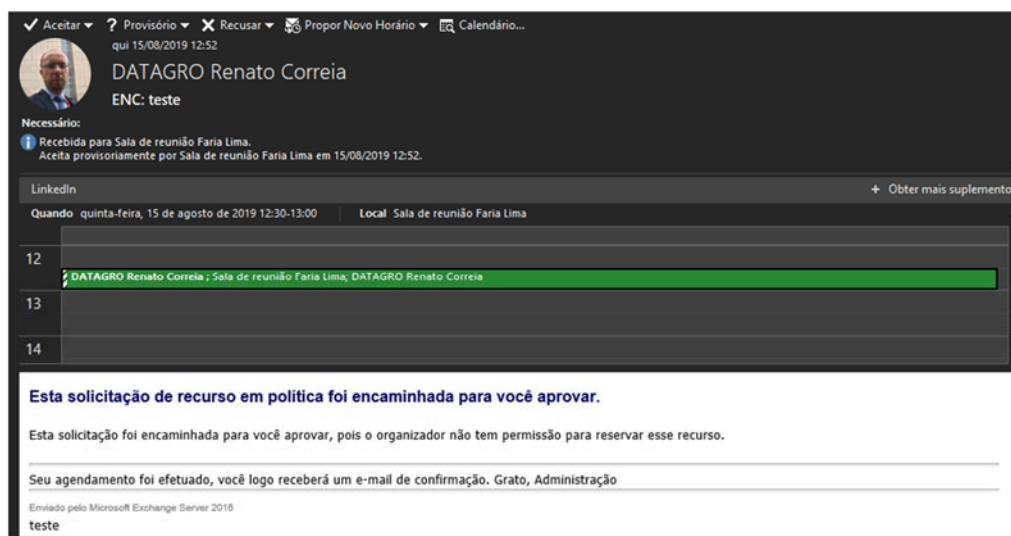 Aceitar ? Provisório Recusar Propor Novo Horário Calendário...
qui 15/08/2019 12:52
DATAGRO Renato Correia
ENC: teste
Necessário:
Recebida para Sala de reunião Faria Lima.
Aceita provisoriamente por Sala de reunião Faria Lima em 15/08/2019 12:52.
LinkedIn + Obter mais suplemento
Quando quinta-feira, 15 de agosto de 2019 12:30-13:00 Local Sala de reunião Faria Lima
12
DATAGRO Renato Correia ; Sala de reunião Faria Lima; DATAGRO Renato Correia
13
14
Esta solicitação de recurso em política foi encaminhada para você aprovar.
Esta solicitação foi encaminhada para você aprovar, pois o organizador não tem permissão para reservar esse recurso.
Seu agendamento foi efetuado, você logo receberá um e-mail de confirmação. Grato, Administração
Enviado pelo Microsoft Exchange Server 2016
teste